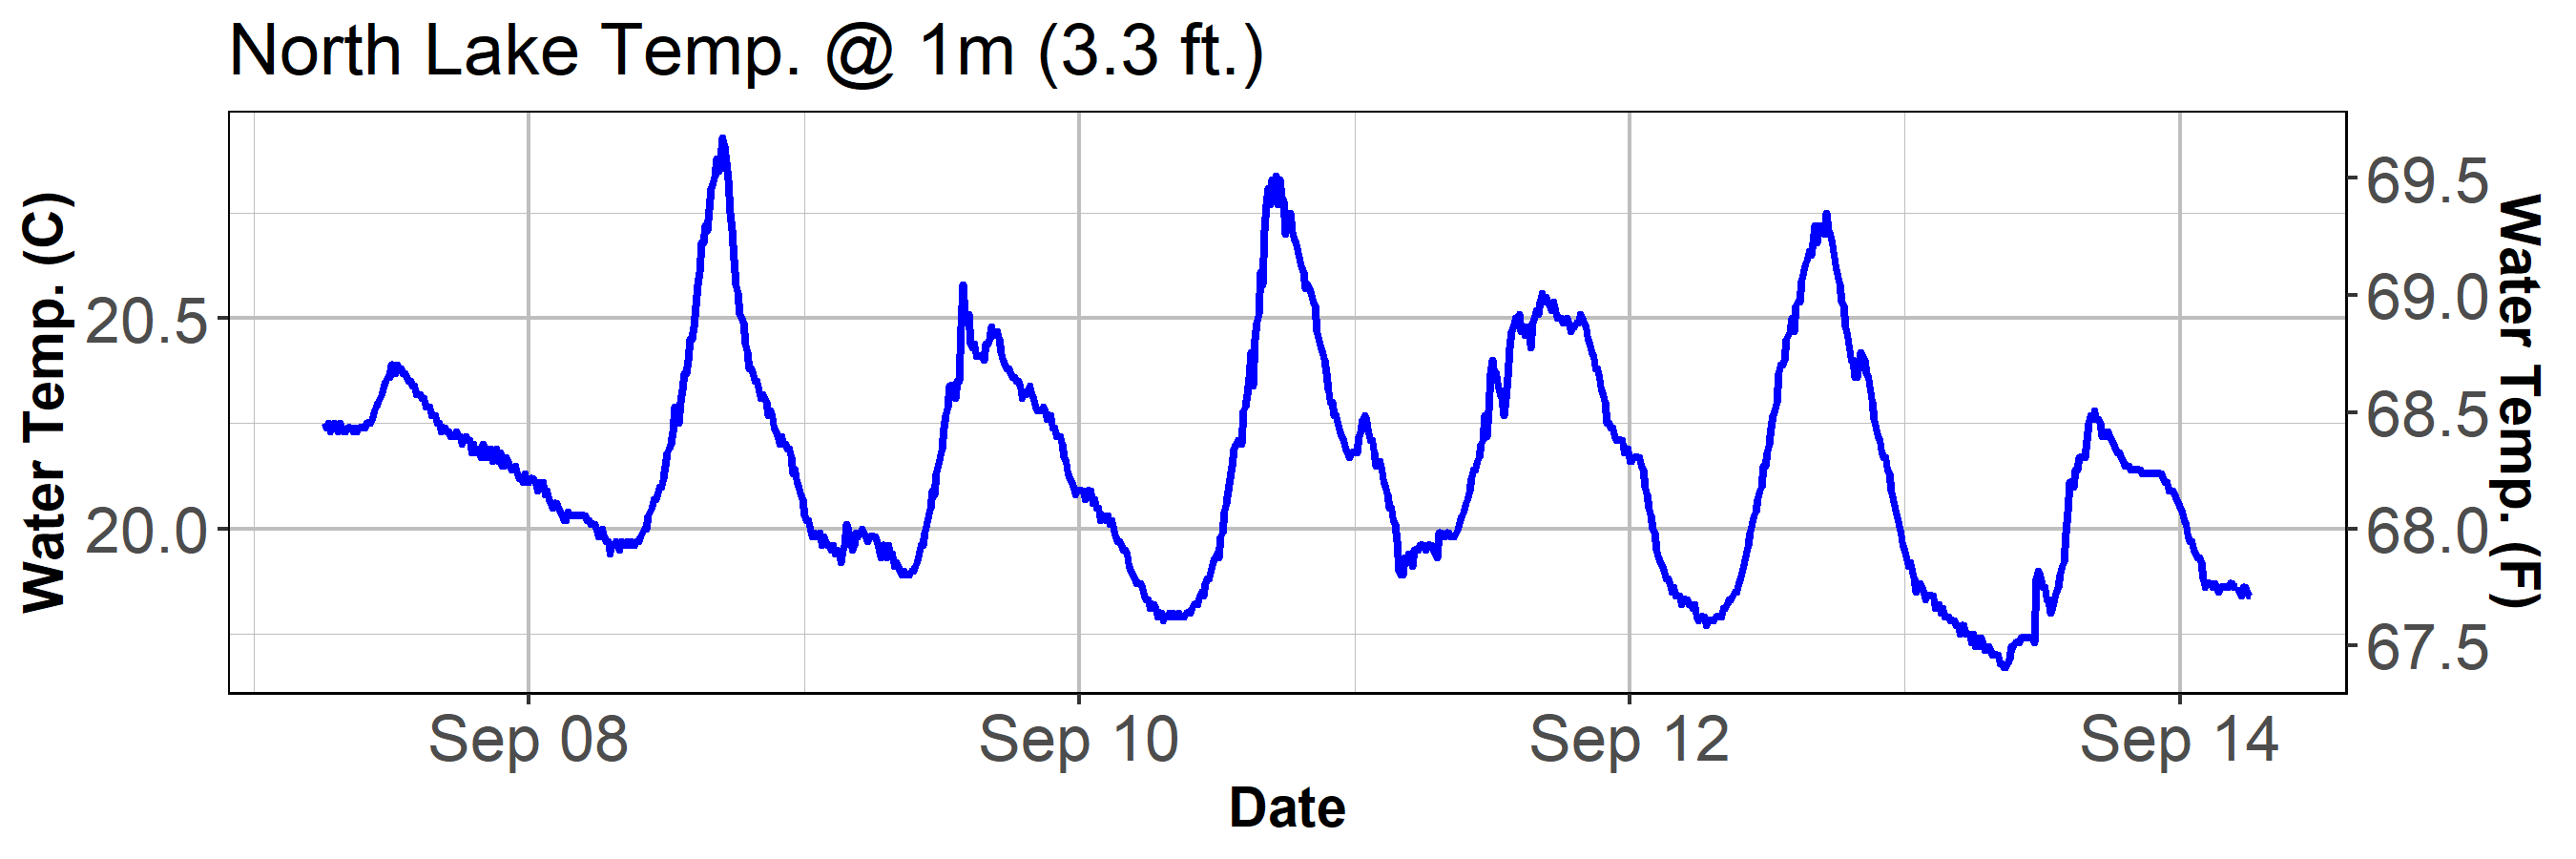 North Lake Temp. @ 1m (3.3 ft.)
Water Temp. (C)
20.5
20.0
69.5
69.0
68.5
68.0
67.5
Water Temp. (F)
Sep 08 Sep 10 Sep 12 Sep 14
Date